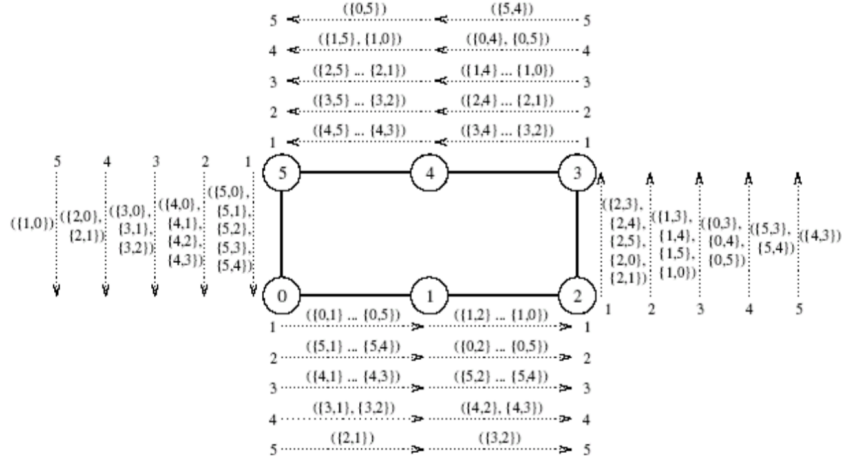 5 ({0,5}) ({5,4}) 5
4 ({1,5}, {1,0}) ({0,4}, {0,5}) 4
3 ({2,5} ... {2,1}) ({1,4} ... {1,0}) 3
2 ({3,5} ... {3,2}) ({2,4} ... {2,1}) 2
1 ({4,5} ... {4,3}) ({3,4} ... {3,2}) 1
5 4 3 2 1
5 4 3
({1,0})
({2,0},
{2,1})
({3,0},
{3,1},
{3,2})
({4,0},
{4,1},
{4,2},
{4,3})
({5,0},
{5,1},
{5,2},
{5,3},
{5,4})
({2,3},
{2,4},
{2,5},
{2,0},
{2,1})
({1,3},
{1,4},
{1,5},
{1,0})
({0,3},
{0,4},
{0,5})
({5,3},
{5,4})
({4,3})
0 1 2
1 2 3 4 5
1 ({0,1} ... {0,5}) ({1,2} ... {1,0}) 1
2 ({5,1} ... {5,4}) ({0,2} ... {0,5}) 2
3 ({4,1} ... {4,3}) ({5,2} ... {5,4}) 3
4 ({3,1}, {3,2}) ({4,2}, {4,3}) 4
5 ({2,1}) ({3,2}) 5